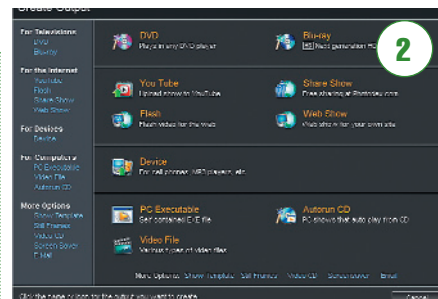 Create Output
For Televisions
DVD
Blu-ray
For the Internet
YouTube
Flash
Share Show
Web Show
For Devices
Device
For Computers
PC Executable
Video File
Autorun CD
More Options
Show Template
Still Frames
Video CD
Screen Saver
E-Mail
DVD
Plays in any DVD player
Blu-ray
Next generation HD
2
You Tube
Upload show to YouTube
Share Show
Free sharing at Photodex.com
Flash
Flash video for the web
Web Show
Web show for your own site
Device
For cell phones, MP3 players, etc.
PC Executable
Self contained EXE file
Autorun CD
PC shows that auto play from CD
Video File
Various types of video files
More Options: Show Template Still Frames Video CD Screensaver Email
Click the name or icon for the output you want to create
Cancel